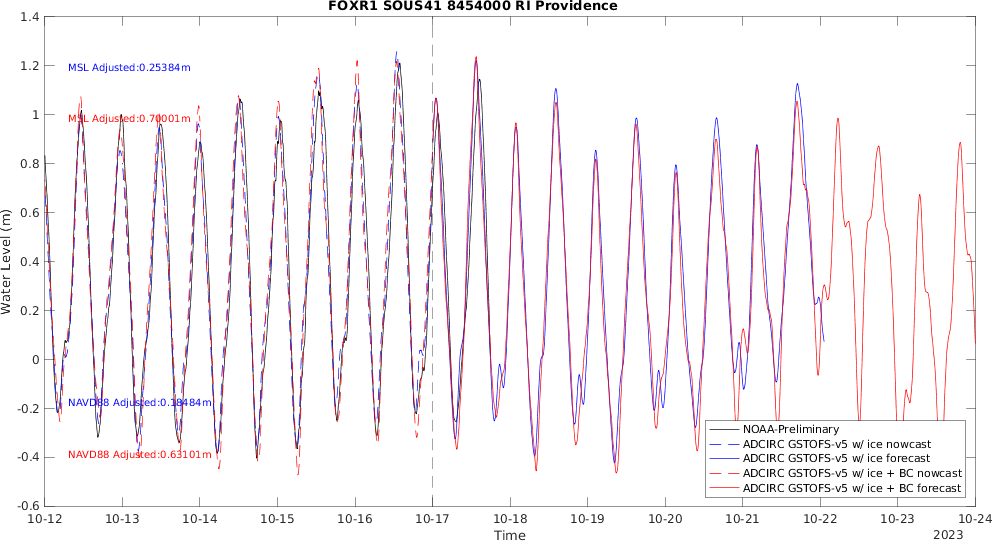 FOXR1 SOUS41 8454000 RI Providence
Water Level (m)
1.4
1.2
1
0.8
0.6
0.4
0.2
0
-0.2
-0.4
-0.6
MSL Adjusted:0.25384m
MSL Adjusted:0.70001m
NAVD88 Adjusted:0.18484m
NAVD88 Adjusted:0.63101m
NOAA-Preliminary
ADCIRC GSTOFS-v5 w/ ice nowcast
ADCIRC GSTOFS-v5 w/ ice forecast
ADCIRC GSTOFS-v5 w/ ice + BC nowcast
ADCIRC GSTOFS-v5 w/ ice + BC forecast
10-12 10-13 10-14 10-15 10-16 10-17 10-18 10-19 10-20 10-21 10-22 10-23 10-24
Time
2023